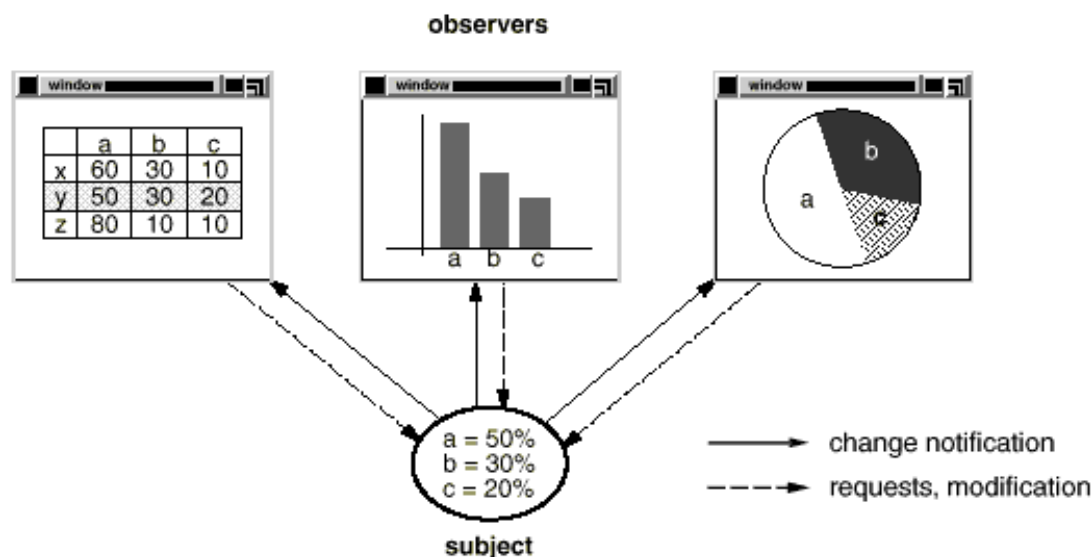 observers
window
a b c
x 60 30 10
y 50 30 20
z 80 10 10
window
a b c
window
a
b
c
a = 50%
b = 30%
c = 20%
subject
change notification
requests, modification